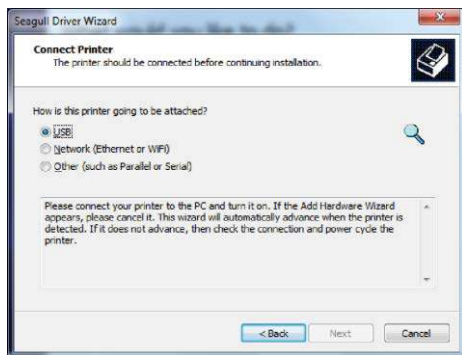 Seagull Driver Wizard
Connect Printer
The printer should be connected before continuing installation.
How is this printer going to be attached?
USB
Network (Ethernet or WiFi)
Other (such as Parallel or Serial)
Please connect your printer to the PC and turn it on. If the Add Hardware Wizard
appears, please cancel it. This wizard will automatically advance when the printer is
detected. If it does not advance, then check the connection and power cycle the
printer.
< Back
Next
Cancel